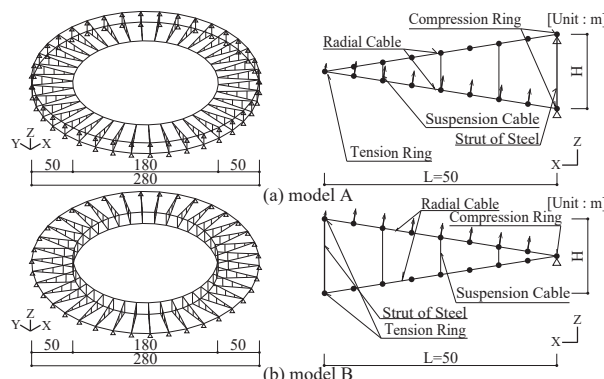 Compression Ring
[Unit : m]
Radial Cable
H
Suspension Cable
Strut of Steel
Tension Ring
Z
Y X
Z
X
50 180 50
L=50
280
(a) model A
[Unit : m]
Radial Cable
Compression Ring
H
Suspension Cable
Strut of Steel
Tension Ring
Z
Y X
Z
X
50 180 50
L=50
280
(b) model B